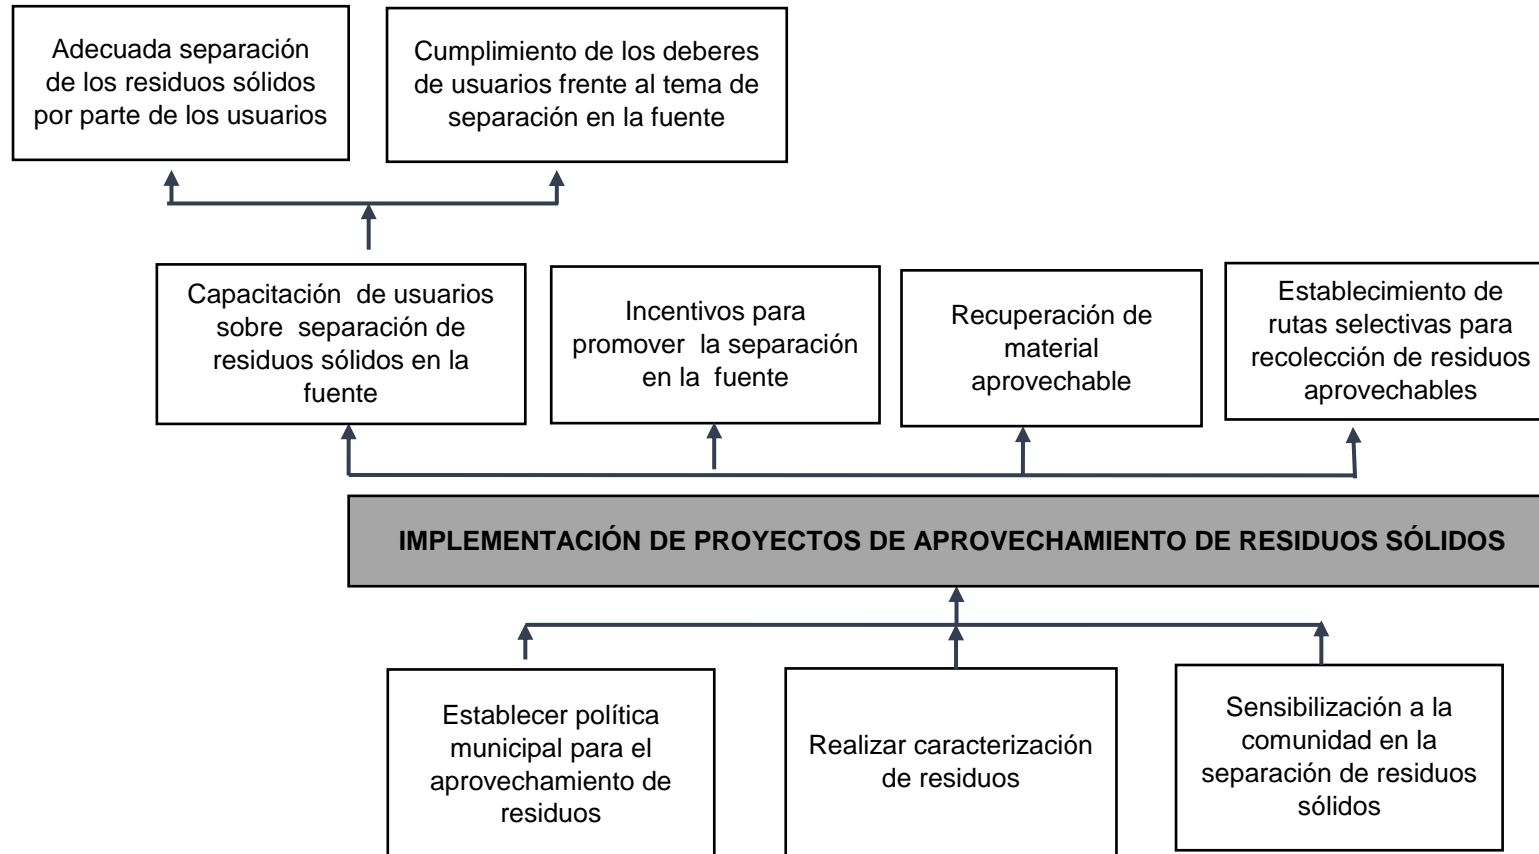 Adecuada separación
de los residuos sólidos
por parte de los usuarios
Cumplimiento de los deberes
de usuarios frente al tema de
separación en la fuente
Capacitación de usuarios
sobre separación de
residuos sólidos en la
fuente
Incentivos para
promover la separación
en la fuente
Recuperación de
material
aprovechable
Establecimiento de
rutas selectivas para
recolección de residuos
aprovechables
IMPLEMENTACIÓN DE PROYECTOS DE APROVECHAMIENTO DE RESIDUOS SÓLIDOS
Establecer política
municipal para el
aprovechamiento de
residuos
Realizar caracterización
de residuos
Sensibilización a la
comunidad en la
separación de residuos
sólidos